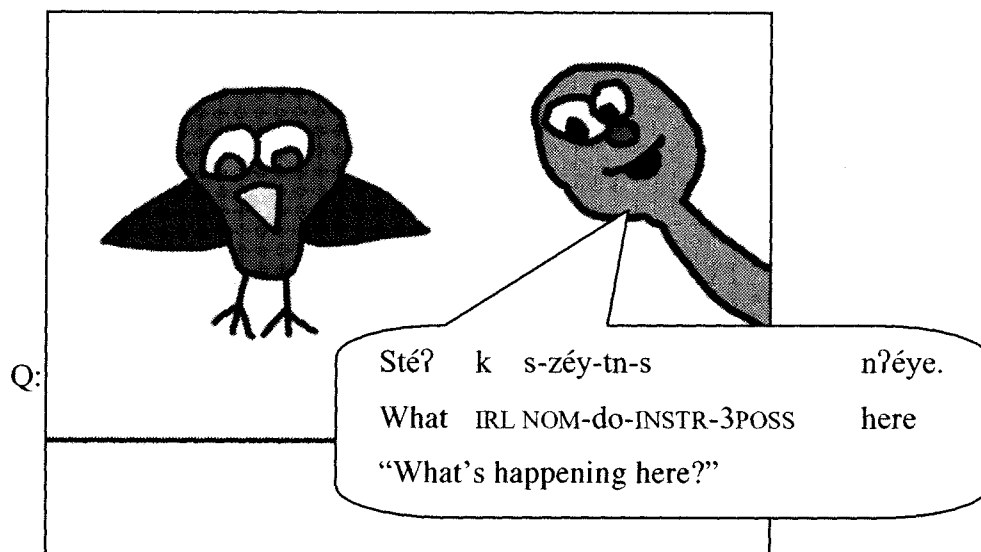 Q:
Stéʔ k s-zéy-tn-s nʔéye.
What IRL NOM-do-INSTR-3POSS here
“What’s happening here?”